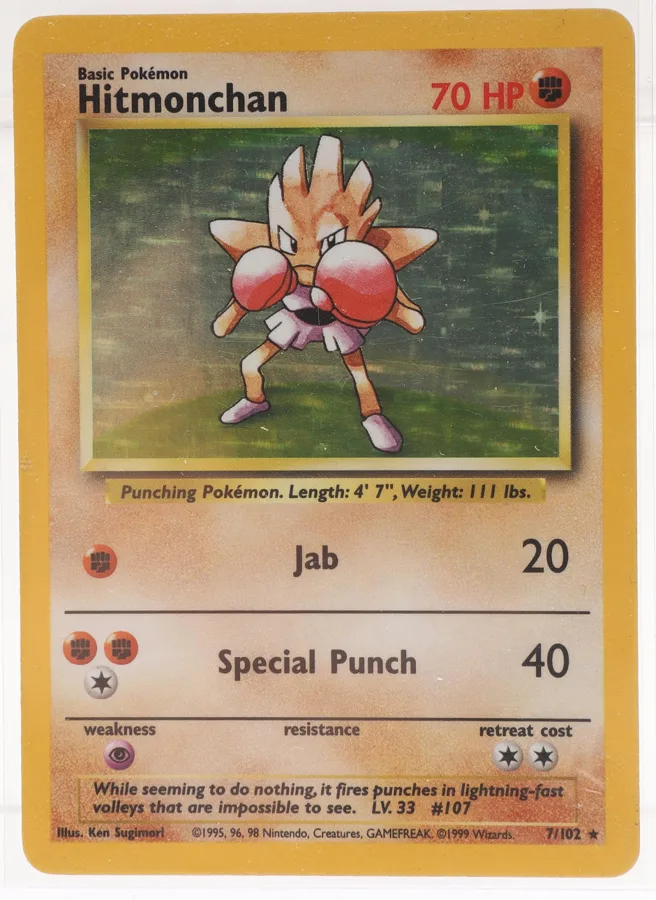 Basic Pokémon
Hitmonchan 70 HP
Punching Pokémon. Length: 4' 7", Weight: 111 lbs.
Jab 20
Special Punch 40
weakness resistance retreat cost
While seeming to do nothing, it fires punches in lightning-fast
volleys that are impossible to see. LV. 33 #107
Illus. Ken Sugimori ©1995, 96, 98 Nintendo, Creatures, GAMEFREAK. ©1999 Wizards. 7/102 ★